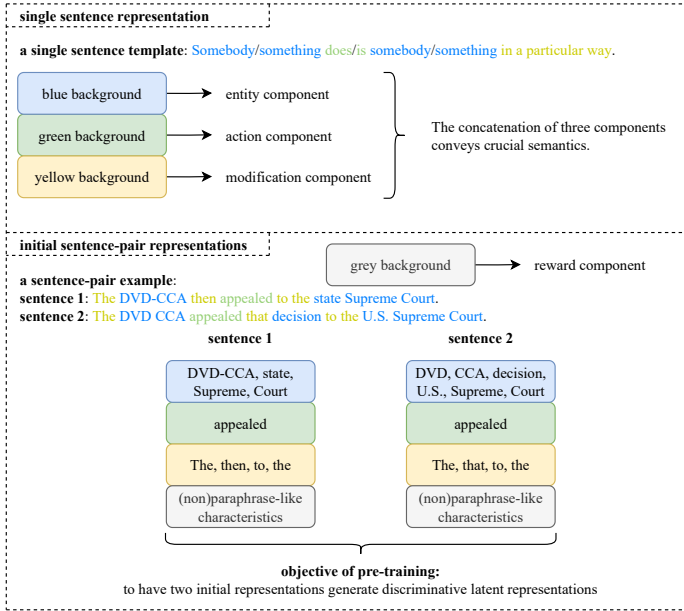 single sentence representation
a single sentence template: Somebody/something does/is somebody/something in a particular way.
blue background
entity component
green background
action component
yellow background
modification component
The concatenation of three components
conveys crucial semantics.
initial sentence-pair representations
grey background
reward component
a sentence-pair example:
sentence 1: The DVD-CCA then appealed to the state Supreme Court.
sentence 2: The DVD CCA appealed that decision to the U.S. Supreme Court.
sentence 1
DVD-CCA, state,
Supreme, Court
appealed
The, then, to, the
(non)paraphrase-like
characteristics
sentence 2
DVD, CCA, decision,
U.S., Supreme, Court
appealed
The, that, to, the
(non)paraphrase-like
characteristics
objective of pre-training:
to have two initial representations generate discriminative latent representations